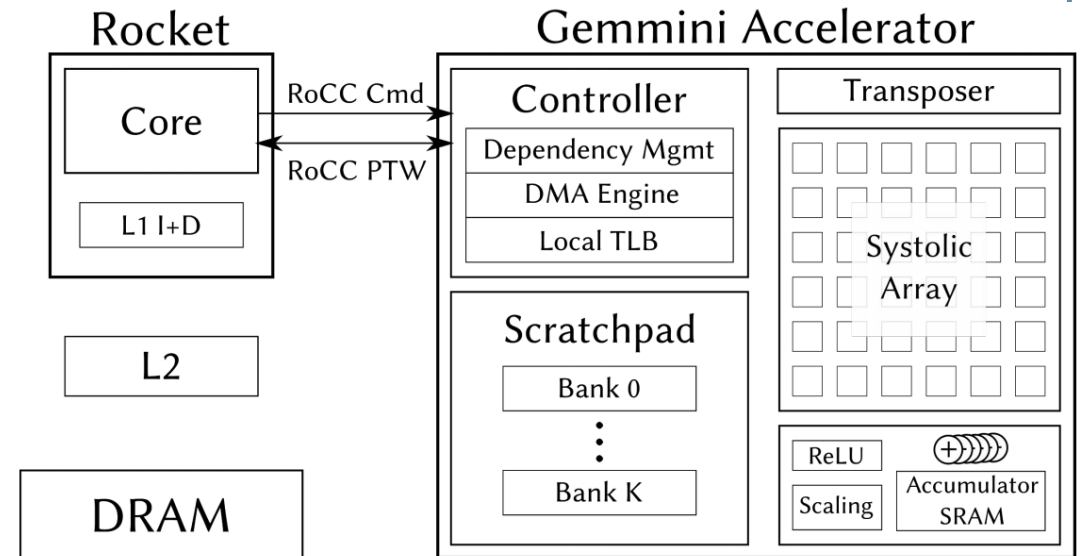 Rocket
Core
L1 I+D
L2
DRAM
RoCC Cmd
RoCC PTW
Gemmini Accelerator
Controller
Dependency Mgmt
DMA Engine
Local TLB
Scratchpad
Bank 0
Bank K
Transposer
Systolic
Array
ReLU
Scaling
Accumulator
SRAM